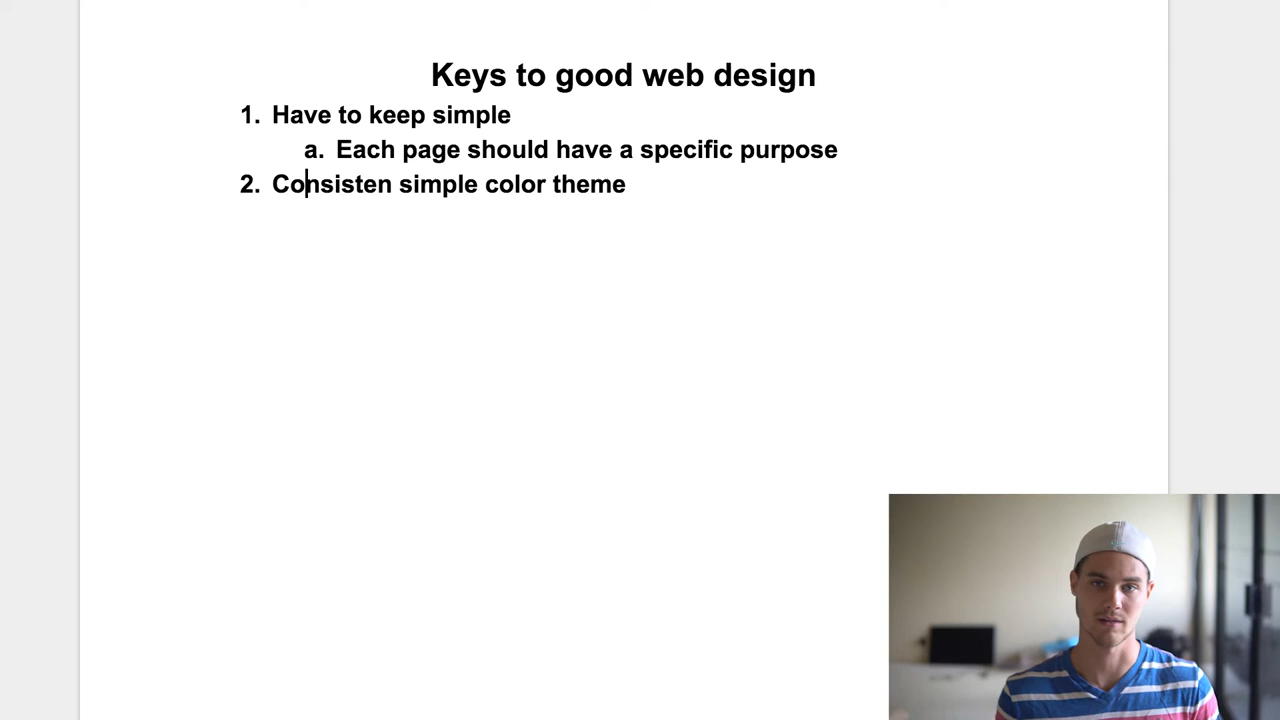 Keys to good web design
1. Have to keep simple
a. Each page should have a specific purpose
2. Consisten simple color theme